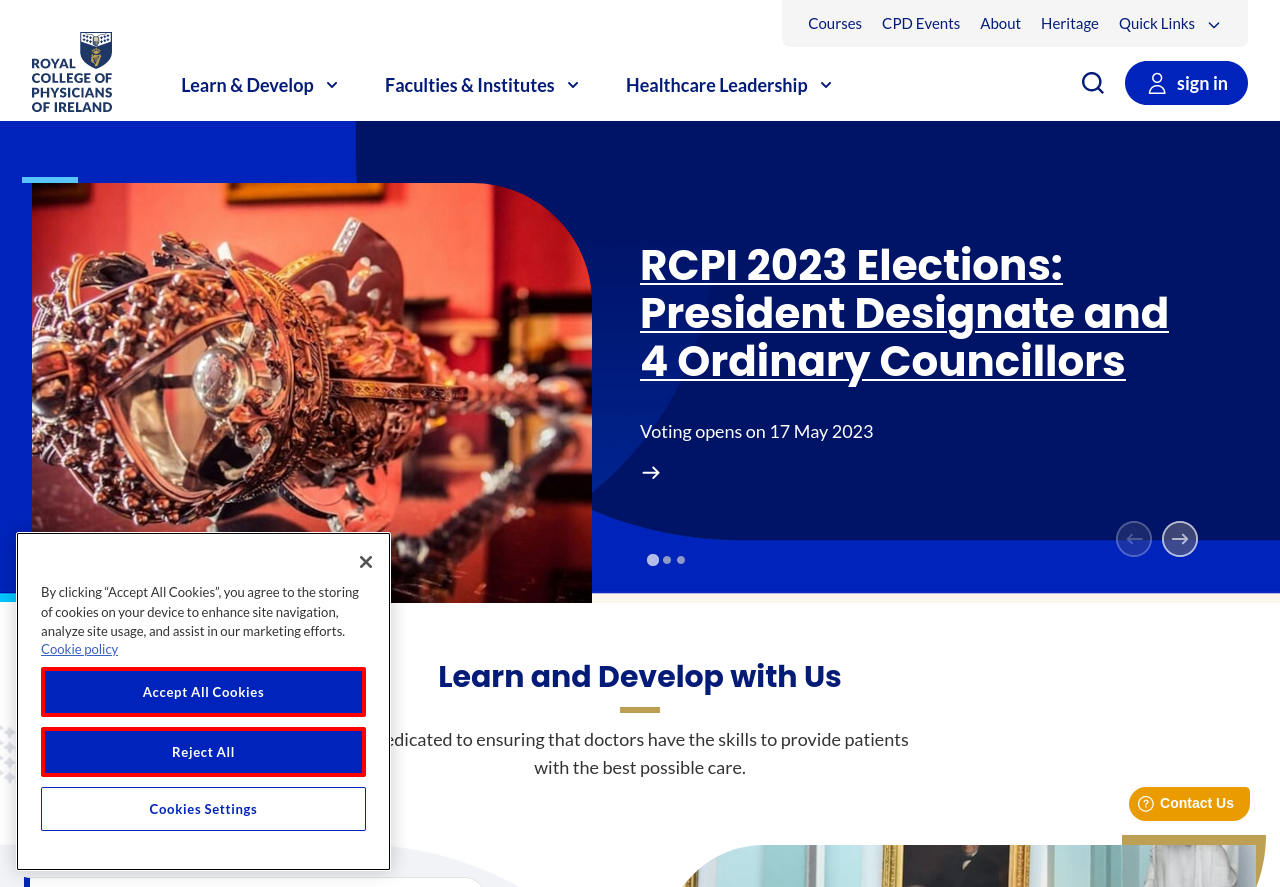 Courses CPD Events About Heritage Quick Links
ROYAL
COLLEGE OF
PHYSICIANS
OF IRELAND
Learn & Develop Faculties & Institutes Healthcare Leadership
sign in
RCPI 2023 Elections:
President Designate and
4 Ordinary Councillors
Voting opens on 17 May 2023
By clicking “Accept All Cookies”, you agree to the storing
of cookies on your device to enhance site navigation,
analyze site usage, and assist in our marketing efforts.
Cookie policy
Accept All Cookies
Reject All
Cookies Settings
Learn and Develop with Us
edicated to ensuring that doctors have the skills to provide patients
with the best possible care.
Contact Us